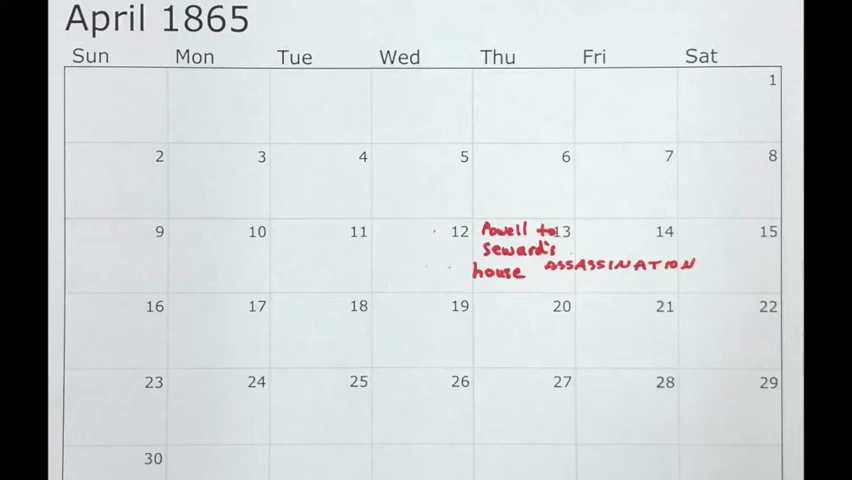 April 1865
Sun Mon Tue Wed Thu Fri Sat
1
2 3 4 5 6 7 8
9 10 11 12 13 14 15
Powell to
Seward's
house ASSASSINATION
16 17 18 19 20 21 22
23 24 25 26 27 28 29
30